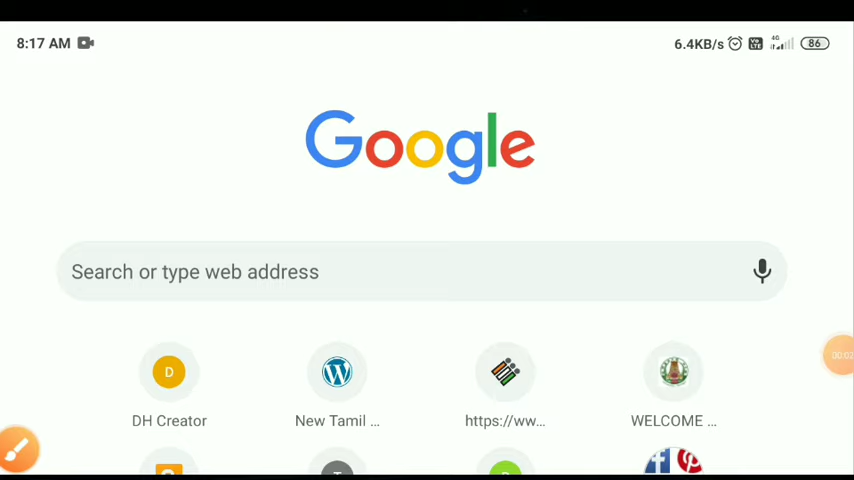 8:17 AM
6.4KB/s 4G 86
Google
Search or type web address
D
DH Creator
New Tamil ...
https://ww...
WELCOME ...